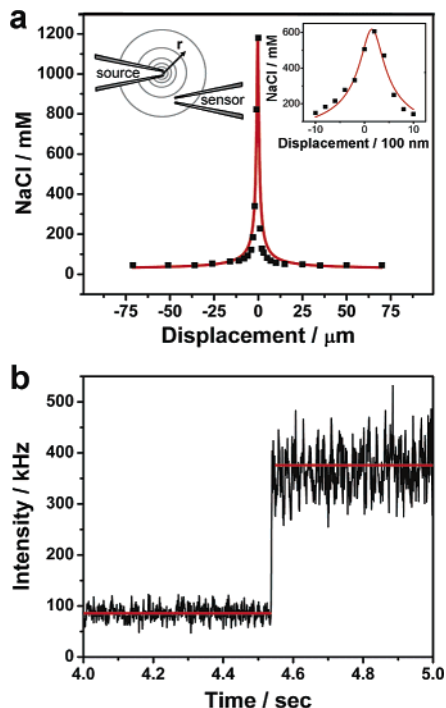 a
NaCl / mM
1200
1000
800
600
400
200
0
source
r
sensor
NaCl / mM
600
400
200
-10
0
10
Displacement / 100 nm
-75
-50
-25
0
25
50
75
Displacement / μm
b
Intensity / kHz
500
400
300
200
100
0
4.0
4.2
4.4
4.6
4.8
5.0
Time / sec